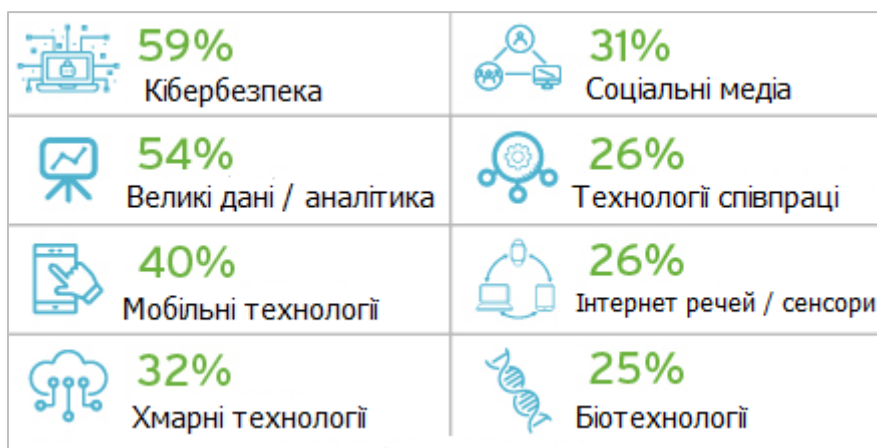 59%
Кібербезпека
31%
Соціальні медіа
54%
Великі дані / аналітика
26%
Технології співпраці
40%
Мобільні технології
26%
Інтернет речей / сенсори
32%
Хмарні технології
25%
Біотехнології